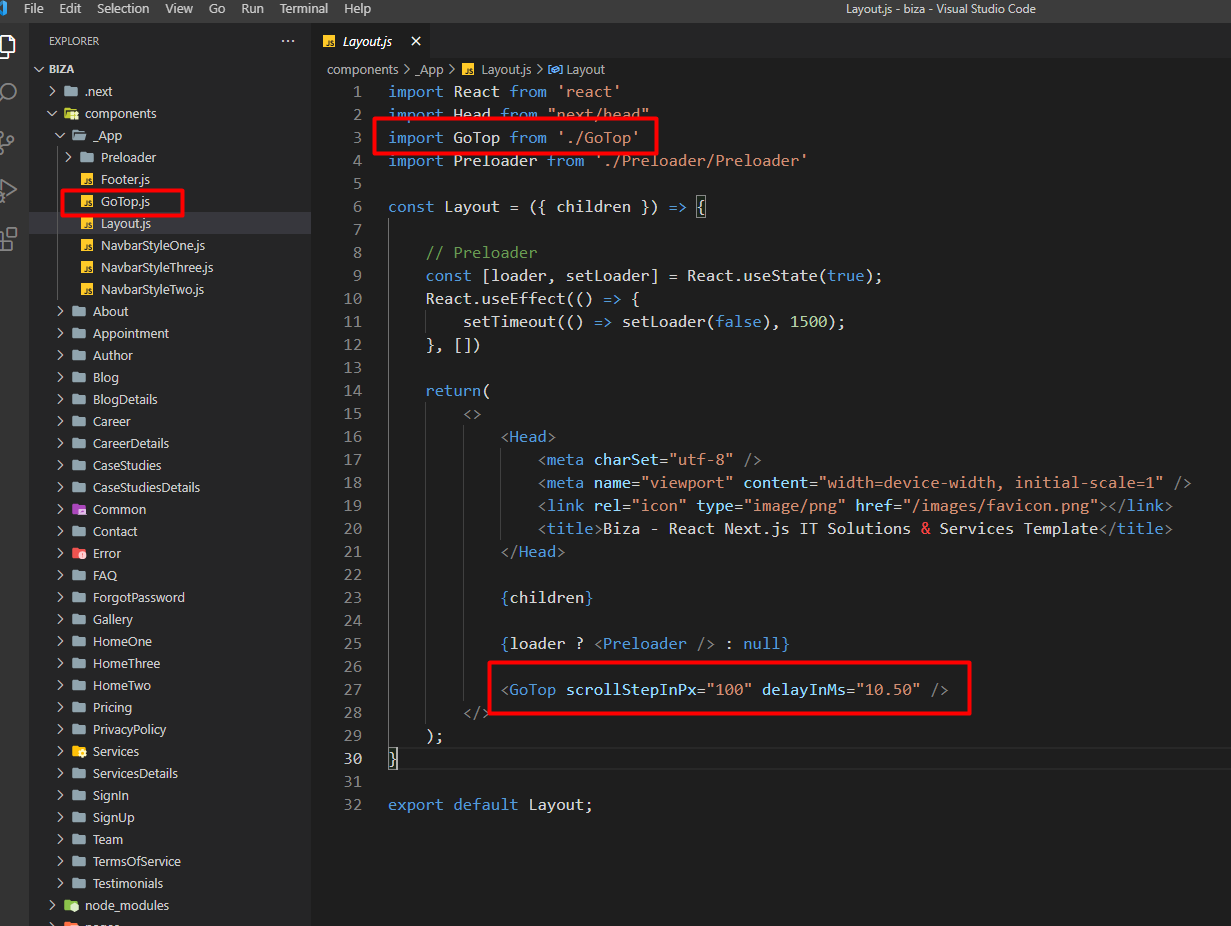 File Edit Selection View Go Run Terminal Help
Layout.js - biza - Visual Studio Code
EXPLORER
BIZA
.next
components
_App
Preloader
Footer.js
GoTop.js
Layout.js
NavbarStyleOne.js
NavbarStyleThree.js
NavbarStyleTwo.js
About
Appointment
Author
Blog
BlogDetails
Career
CareerDetails
CaseStudies
CaseStudiesDetails
Common
Contact
Error
FAQ
ForgotPassword
Gallery
HomeOne
HomeThree
HomeTwo
Pricing
PrivacyPolicy
Services
ServicesDetails
SignIn
SignUp
Team
TermsOfService
Testimonials
node_modules
Layout.js
components > _App > Layout.js > Layout
1 import React from 'react'
2 import Head from "next/head"
3 import GoTop from './GoTop'
4 import Preloader from './Preloader/Preloader'
5
6 const Layout = ({ children }) => {
7
8 // Preloader
9 const [loader, setLoader] = React.useState(true);
10 React.useEffect(() => {
11 setTimeout(() => setLoader(false), 1500);
12 }, [])
13
14 return(
15 <>
16 <Head>
17 <meta charSet="utf-8" />
18 <meta name="viewport" content="width=device-width, initial-scale=1" />
19 <link rel="icon" type="image/png" href="/images/favicon.png"></link>
20 <title>Biza - React Next.js IT Solutions & Services Template</title>
21 </Head>
22
23 {children}
24
25 {loader ? <Preloader /> : null}
26
27 <GoTop scrollStepInPx="100" delayInMs="10.50" />
28 </>
29 );
30 }
31
32 export default Layout;